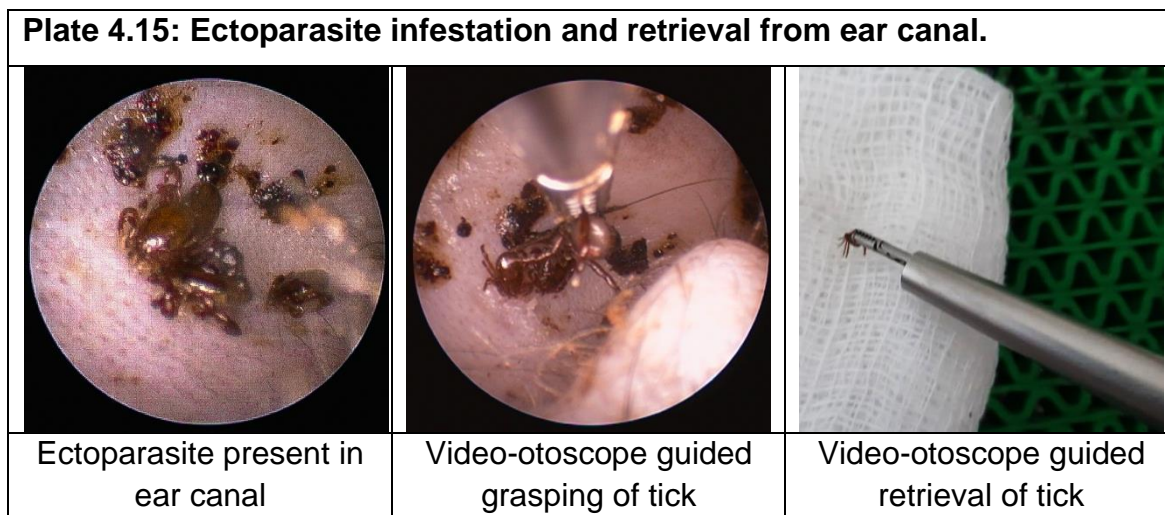 Plate 4.15: Ectoparasite infestation and retrieval from ear canal.
Ectoparasite present in
ear canal
Video-otoscope guided
grasping of tick
Video-otoscope guided
retrieval of tick